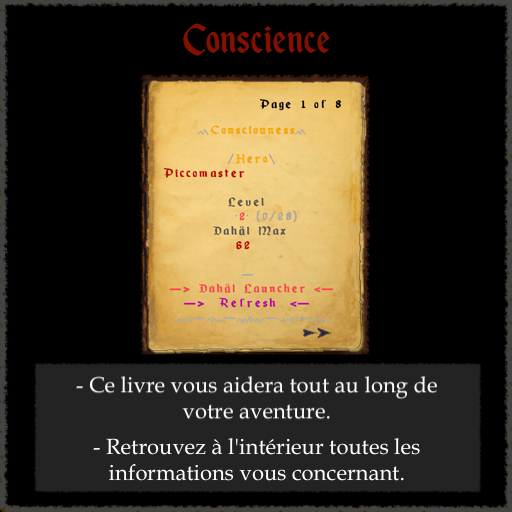 Conscience
Page 1 of 8
Consciouness
/Hero\
Piccomaster
Level
2 (0/28)
Dahäl Max
62
—> Dahäl Launcher <—
—> Refresh <—
- Ce livre vous aidera tout au long de
votre aventure.
- Retrouvez à l'intérieur toutes les
informations vous concernant.